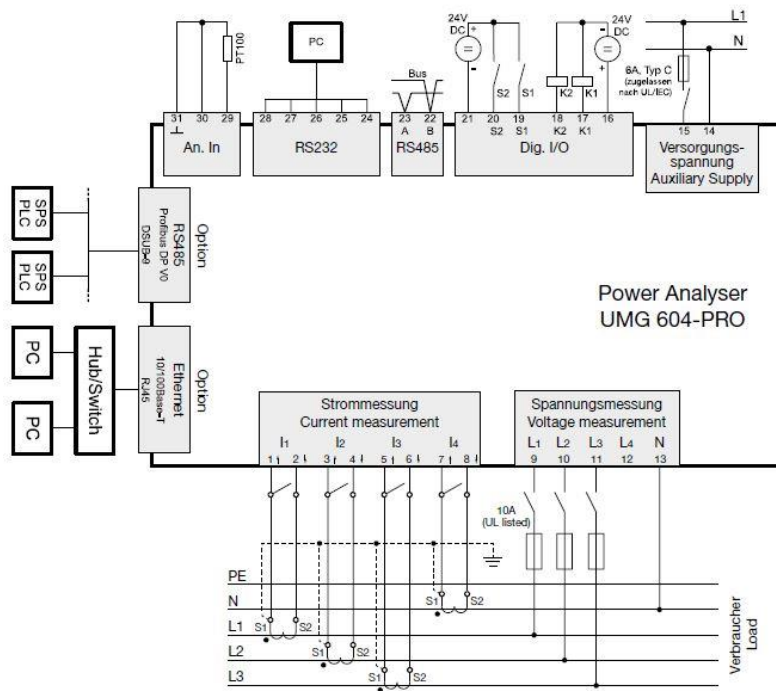 24V
DC
+
-
24V
DC
+
-
L1
N
PC
PT100
Bus
S2
S1
K2
K1
6A, Typ C
(zugelassen
nach UL/IEC)
31 30 29
28 27 26 25 24
23 22
A B
21 20 19 18 17 16
S2 S1 K2 K1
15 14
An. In
RS232
RS485
Dig. I/O
Versorgungs-
spannung
Auxiliary Supply
SPS
PLC
SPS
PLC
RS485
Profibus DP V0
DSUB-9
Option
Power Analyser
UMG 604-PRO
PC
PC
Hub/Switch
Ethernet
10/100Base-T
RJ45
Option
Strommessung
Current measurement
I1 I2 I3 I4
1 2 3 4 5 6 7 8
Spannungsmessung
Voltage measurement
L1 L2 L3 L4 N
9 10 11 12 13
10A
(UL listed)
PE
N
S1 S2
L1
S1 S2
L2
S1 S2
L3
S1 S2
Verbraucher
Load